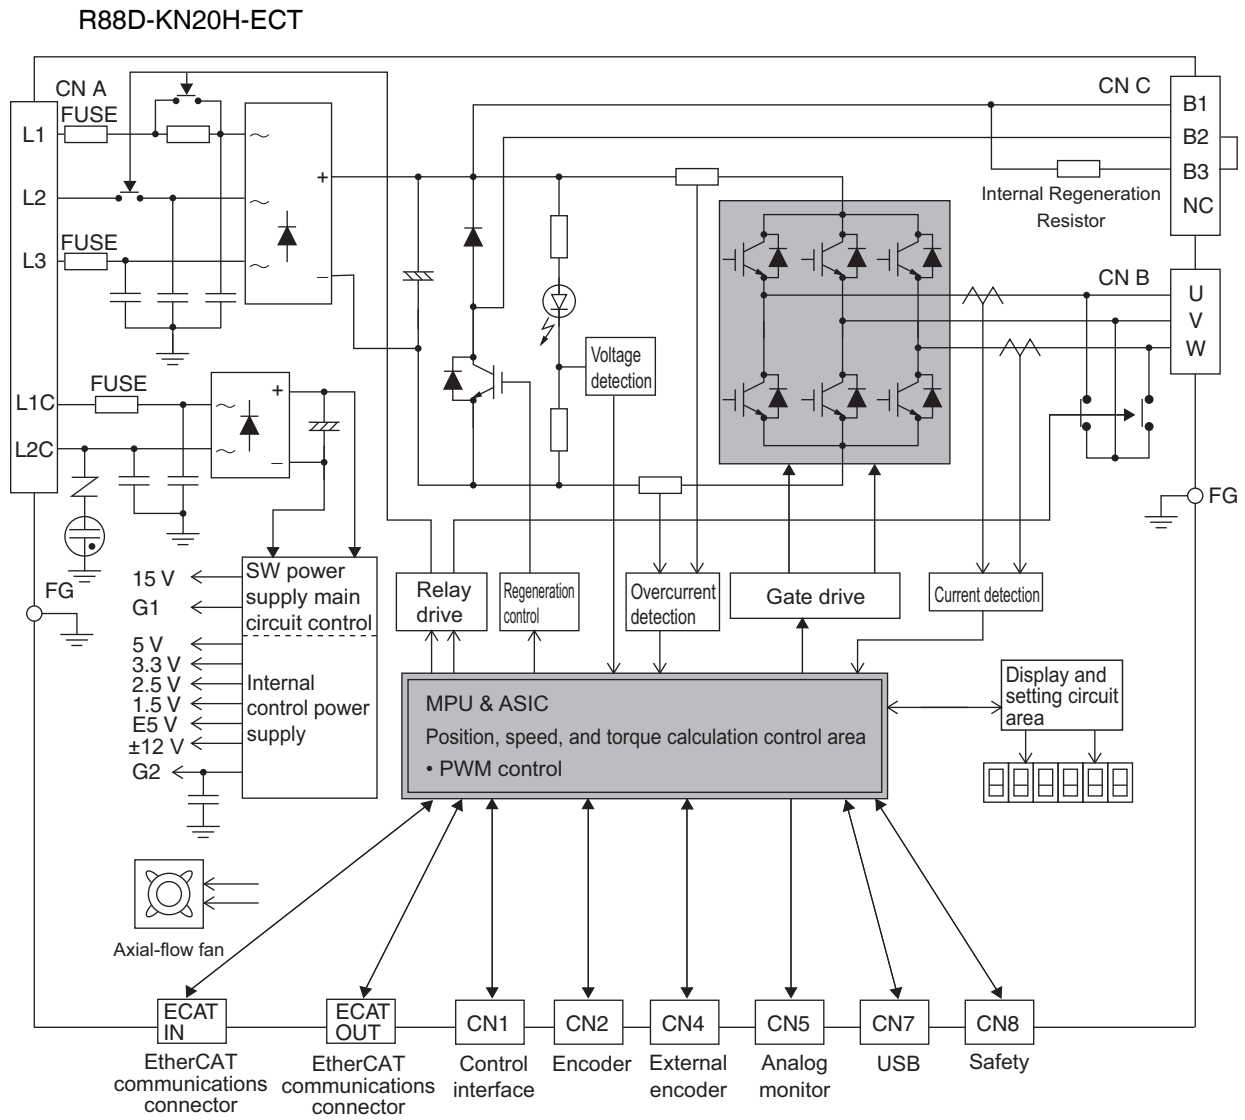 R88D-KN20H-ECT
CN A
FUSE
L1
L2
FUSE
L3
FUSE
L1C
L2C
CN C
B1
B2
B3
NC
Internal Regeneration
Resistor
CN B
U
V
W
FG
Voltage
detection
+
−
+
−
FG
15 V
G1
5 V
3.3 V
2.5 V
1.5 V
E5 V
±12 V
G2
SW power
supply main
circuit control
Internal
control power
supply
Relay
drive
Regeneration
control
Overcurrent
detection
Gate drive
Current detection
MPU & ASIC
Position, speed, and torque calculation control area
• PWM control
Display and
setting circuit
area
Axial-flow fan
ECAT
IN
ECAT
OUT
CN1
CN2
CN4
CN5
CN7
CN8
EtherCAT
communications
connector
EtherCAT
communications
connector
Control
interface
Encoder
External
encoder
Analog
monitor
USB
Safety